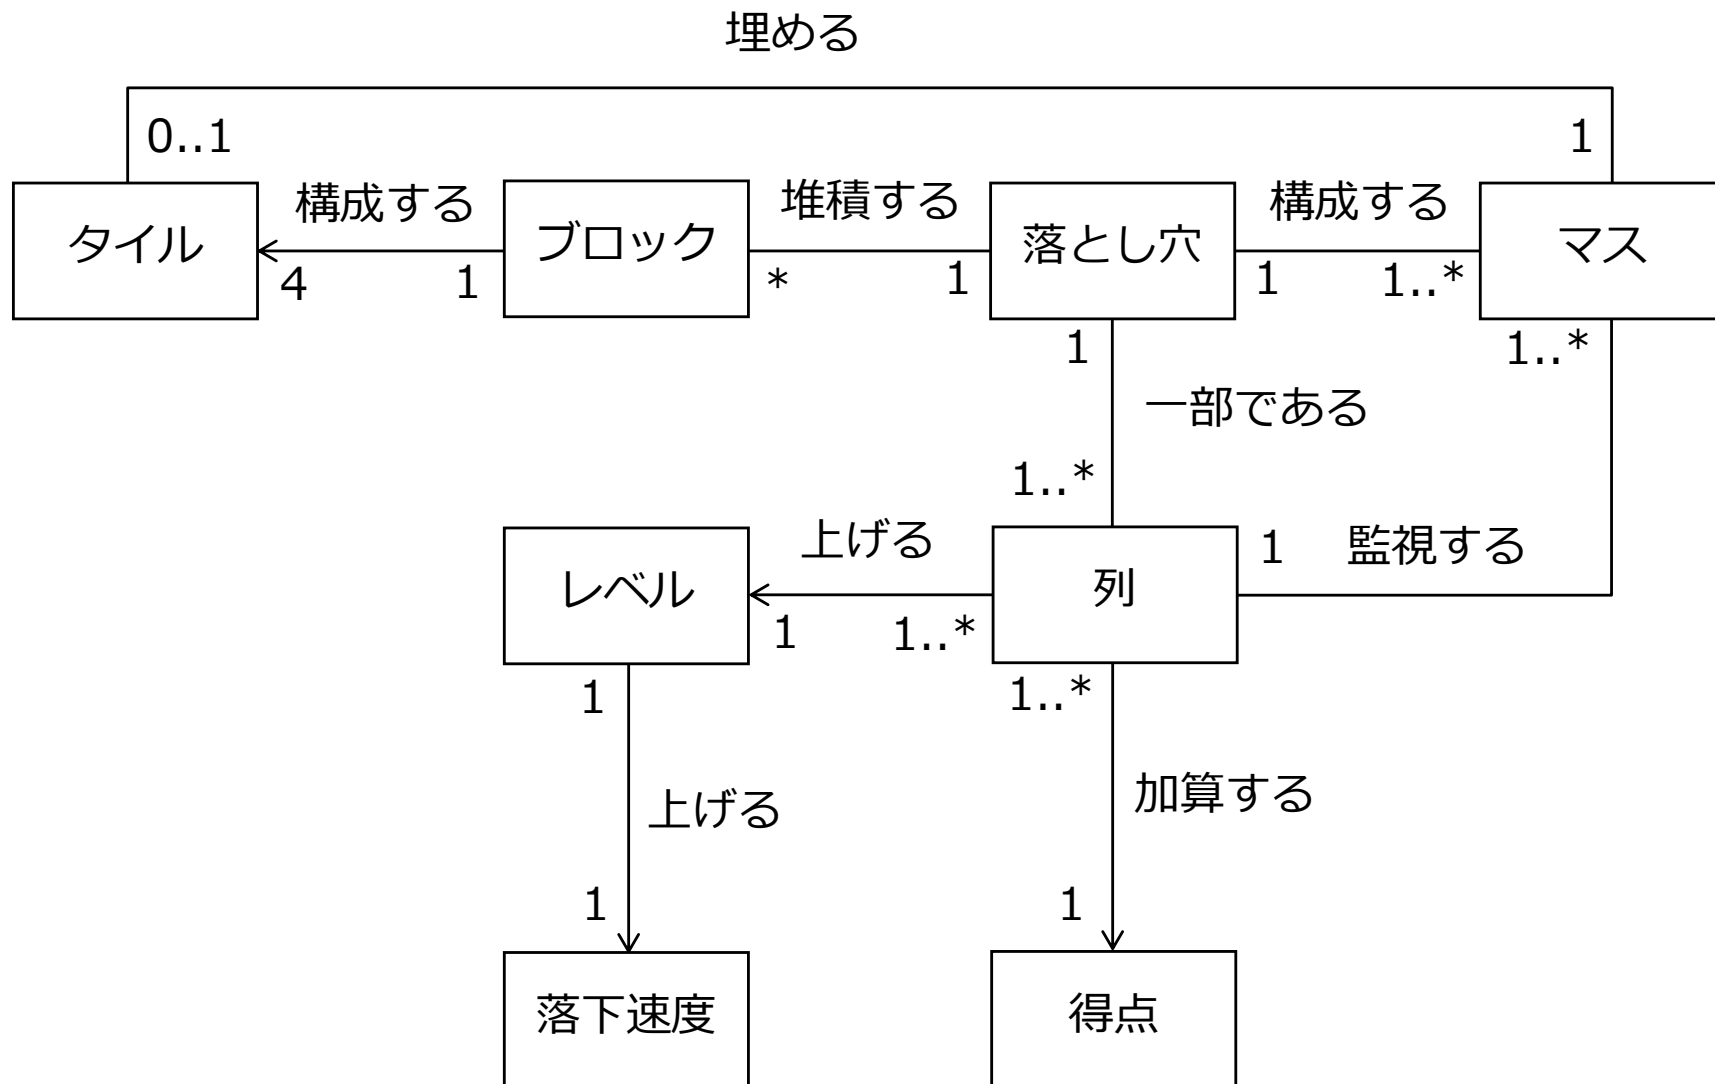 埋める
0..1
1
タイル
構成する
4
1
ブロック
堆積する
*
1
落とし穴
構成する
1
1..*
マス
1
一部である
1..*
1..*
レベル
上げる
1
1..*
列
1
監視する
1
上げる
1
1..*
加算する
1
落下速度
得点